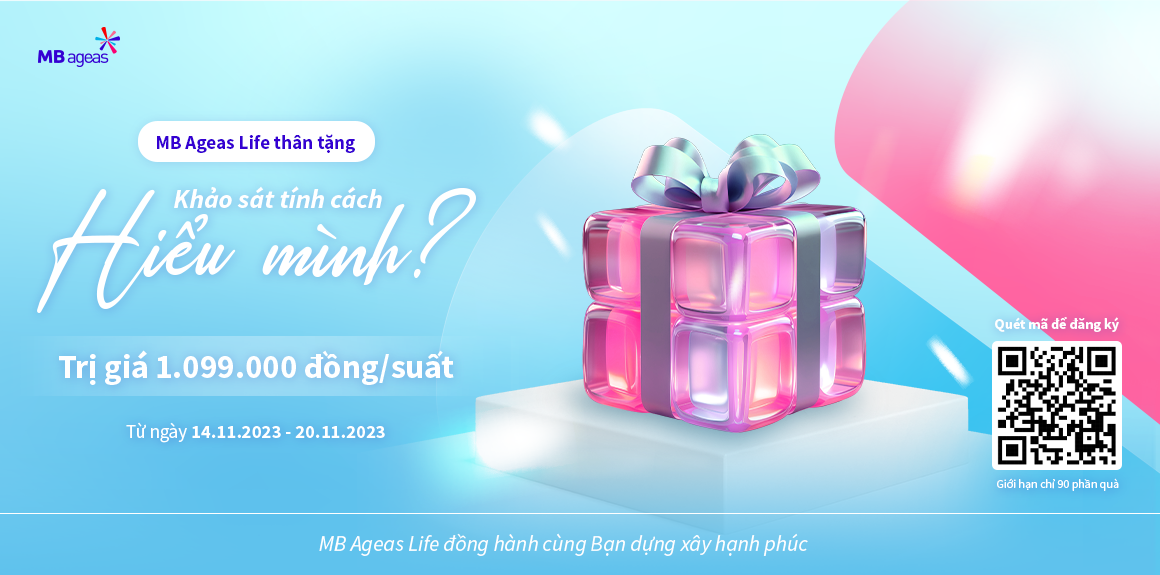 MB ageas
MB Ageas Life thân tặng
Khảo sát tính cách
Hiểu mình?
Trị giá 1.099.000 đồng/suất
Từ ngày 14.11.2023 - 20.11.2023
Quét mã để đăng ký
Giới hạn chỉ 90 phần quà
MB Ageas Life đồng hành cùng Bạn dựng xây hạnh phúc